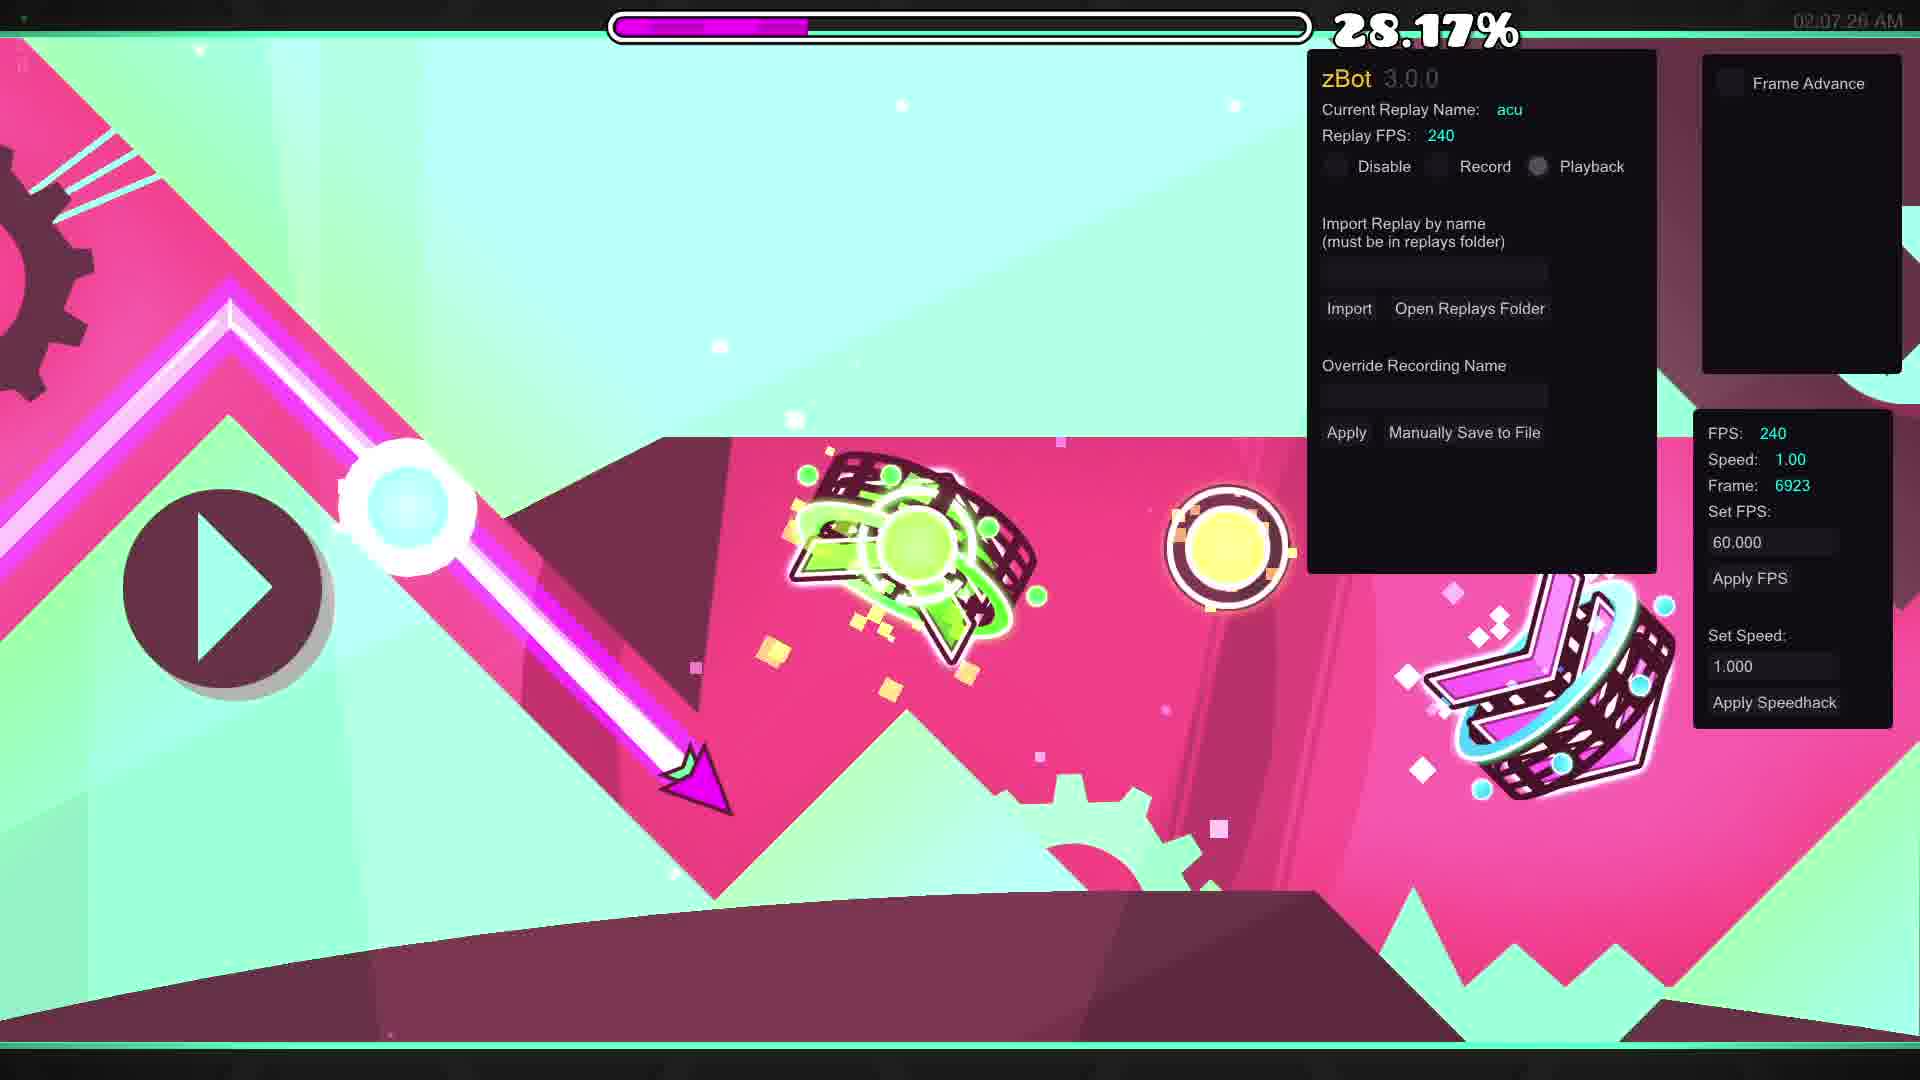 28.17%
02:07.26 AM
zBot 3.0.0
Current Replay Name: acu
Replay FPS: 240
Disable Record Playback
Import Replay by name
(must be in replays folder)
Import Open Replays Folder
Override Recording Name
Apply Manually Save to File
Frame Advance
FPS: 240
Speed: 1.00
Frame: 6923
Set FPS:
60.000
Apply FPS
Set Speed:
1.000
Apply Speedhack